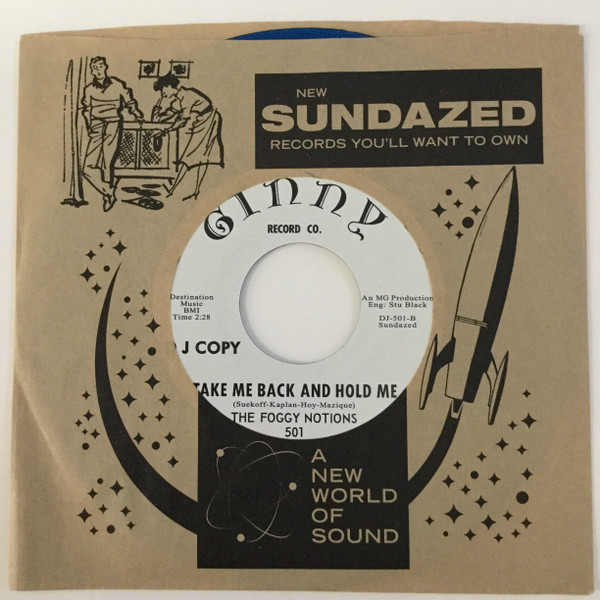 NEW
SUNDAZED
RECORDS YOU'LL WANT TO OWN
GINNY
RECORD CO.
Destination
Music
BMI
Time 2:28
An MG Production
Eng: Stu Black
DJ-501-B
Sundazed
J COPY
TAKE ME BACK AND HOLD ME
(Suekoff-Kaplan-Hoy-Mazique)
THE FOGGY NOTIONS
501
A
NEW
WORLD
OF
SOUND